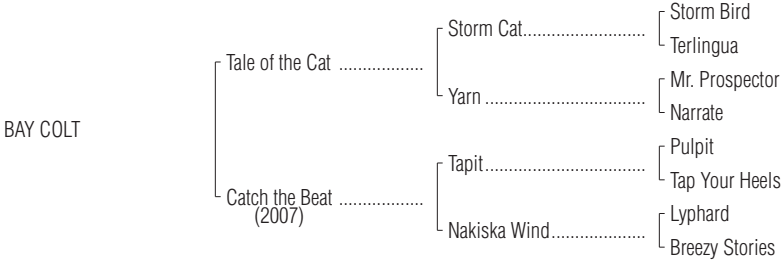 BAY COLT
Tale of the Cat ..................
Catch the Beat ..................
(2007)
Storm Cat..........................
Yarn ..................................
Tapit..................................
Nakiska Wind....................
Storm Bird
Terlingua
Mr. Prospector
Narrate
Pulpit
Tap Your Heels
Lyphard
Breezy Stories